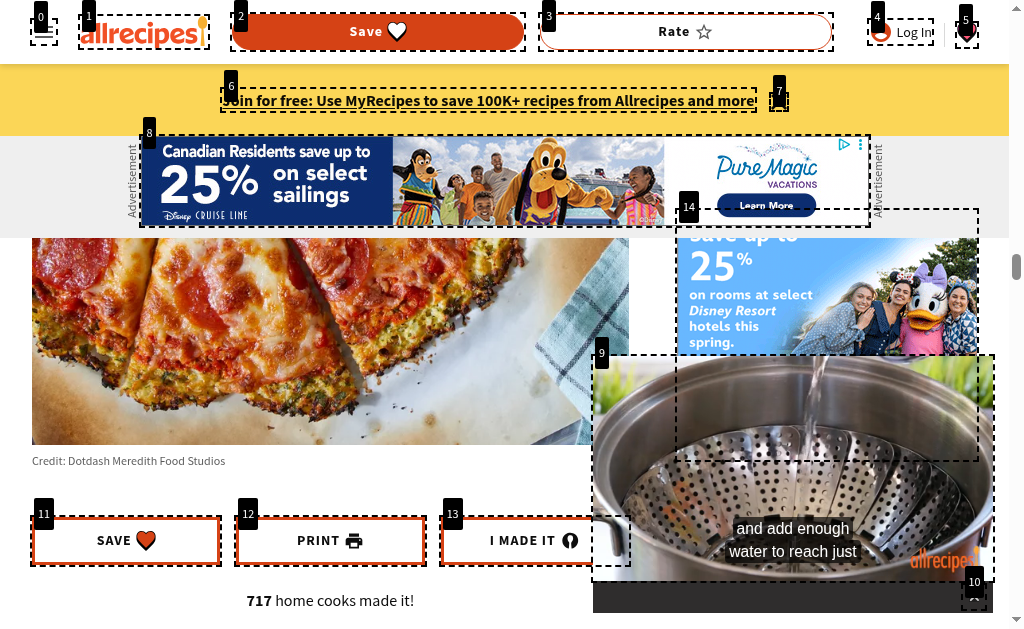 0
1
2
3
4
5
allrecipes
Save
Rate
Log In
6
7
Join for free: Use MyRecipes to save 100K+ recipes from Allrecipes and more
8
Advertisement
Canadian Residents save up to
25% on select
sailings
Disney CRUISE LINE
©Disney
PureMagic
VACATIONS
Learn More
Advertisement
14
save up to
25%
on rooms at select
Disney Resort
hotels this
spring.
9
and add enough
water to reach just
allrecipes
10
Credit: Dotdash Meredith Food Studios
11
12
13
SAVE
PRINT
I MADE IT
717 home cooks made it!